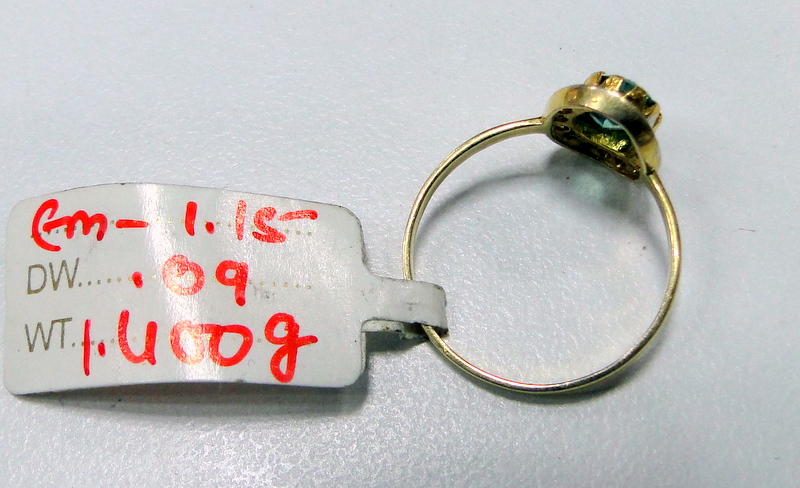 Em- 1.15
DW......09
WT.1.400g